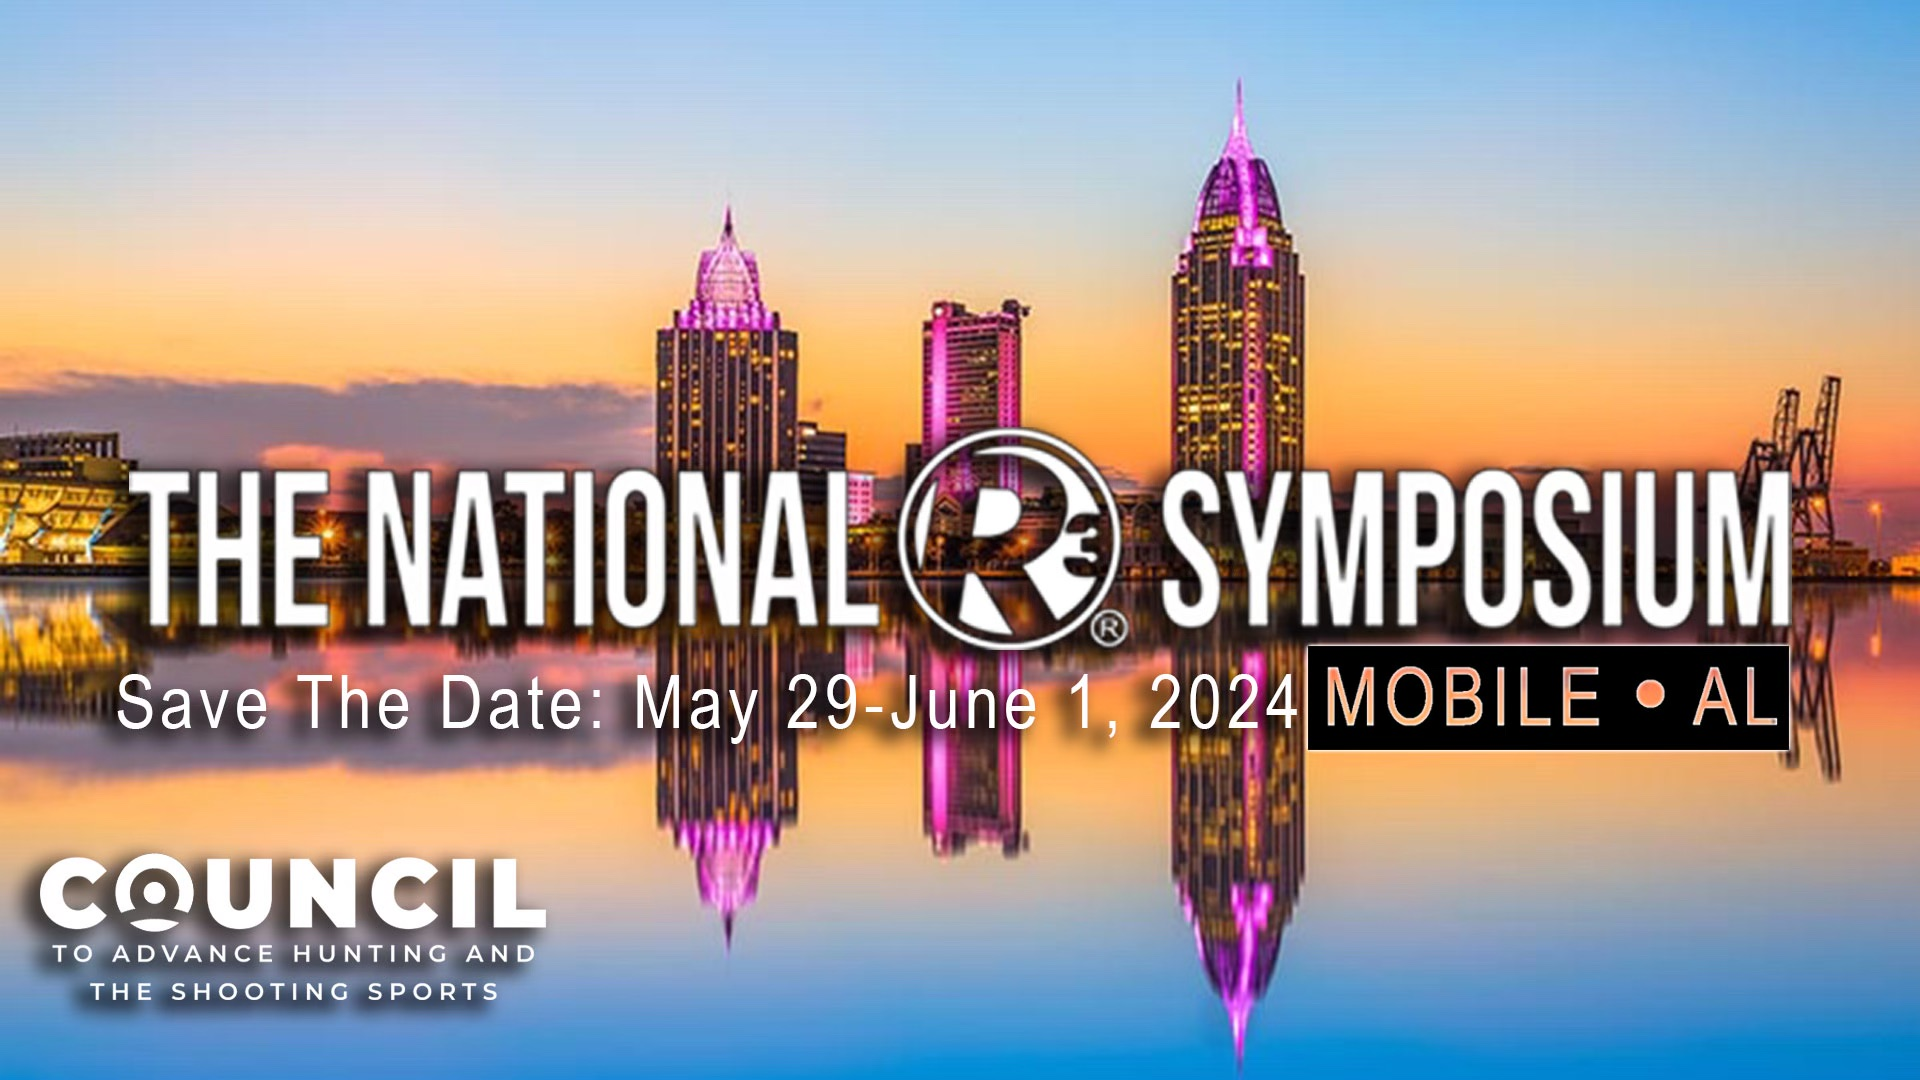 THE NATIONAL R3 SYMPOSIUM
®
Save The Date: May 29-June 1, 2024 MOBILE • AL
COUNCIL
TO ADVANCE HUNTING AND
THE SHOOTING SPORTS